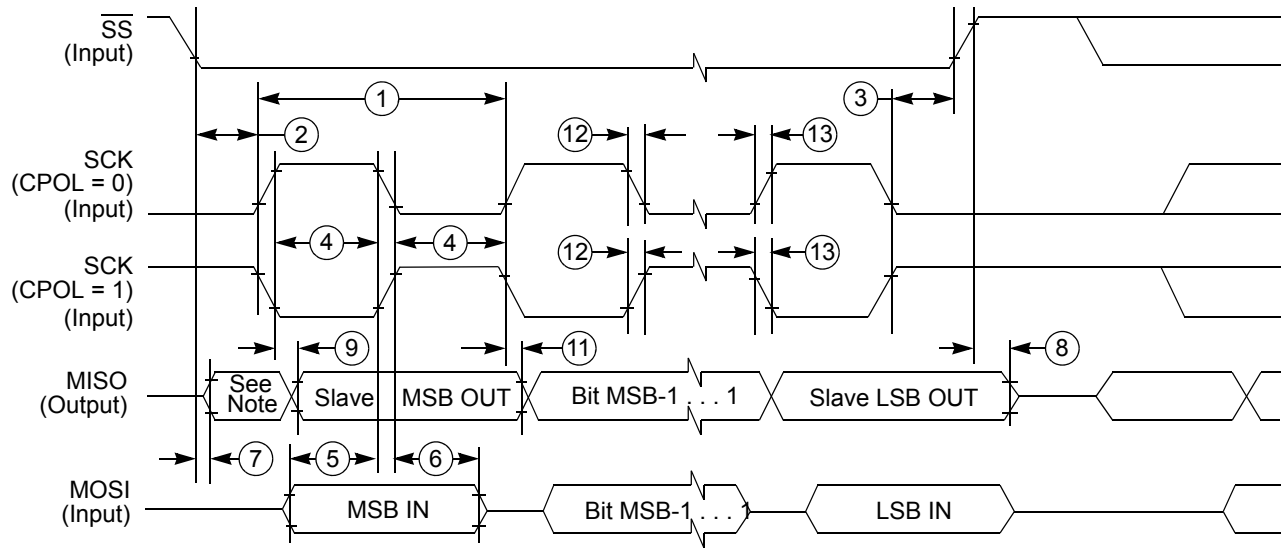 SS
(Input)
1
3
2
12
13
SCK
(CPOL = 0)
(Input)
4
4
12
13
SCK
(CPOL = 1)
(Input)
9
11
8
MISO
(Output)
See
Note
Slave
MSB OUT
Bit MSB-1 . . . 1
Slave LSB OUT
7
5
6
MOSI
(Input)
MSB IN
Bit MSB-1 . . . 1
LSB IN